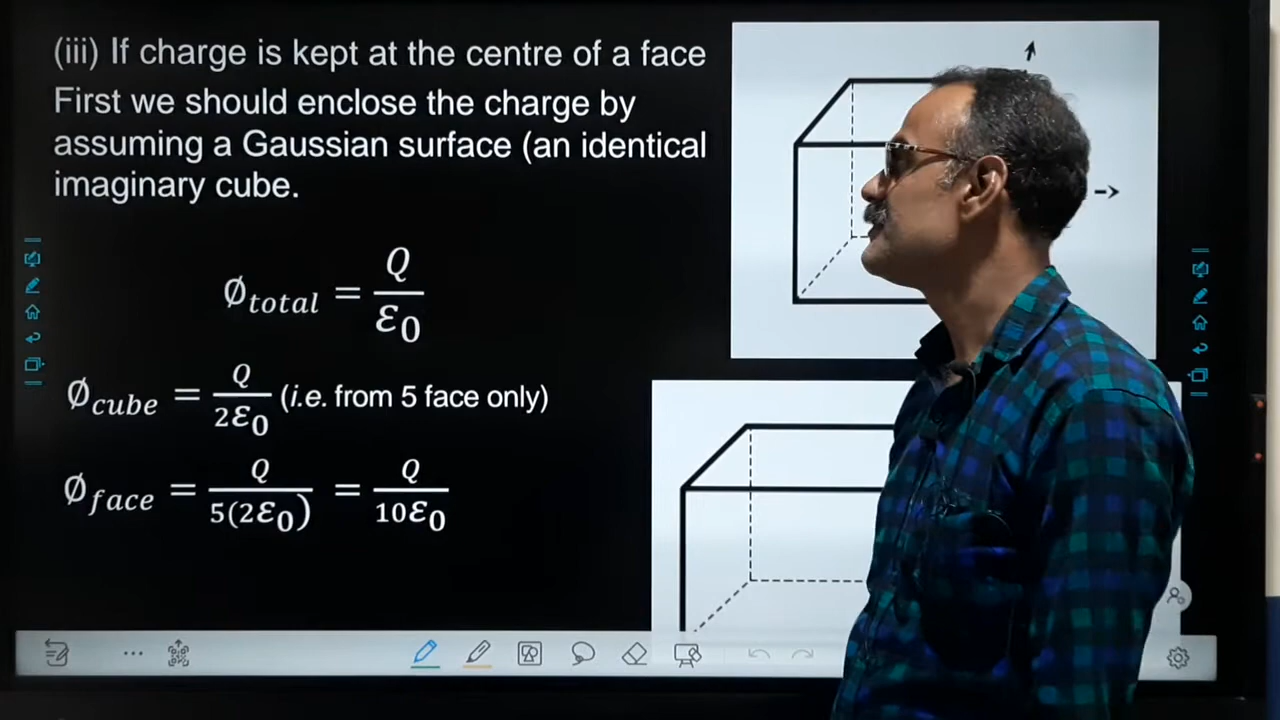 (iii) If charge is kept at the centre of a face
First we should enclose the charge by
assuming a Gaussian surface (an identical
imaginary cube.
∅total = Q/ε0
∅cube = Q/2ε0 (i.e. from 5 face only)
∅face = Q/5(2ε0) = Q/10ε0